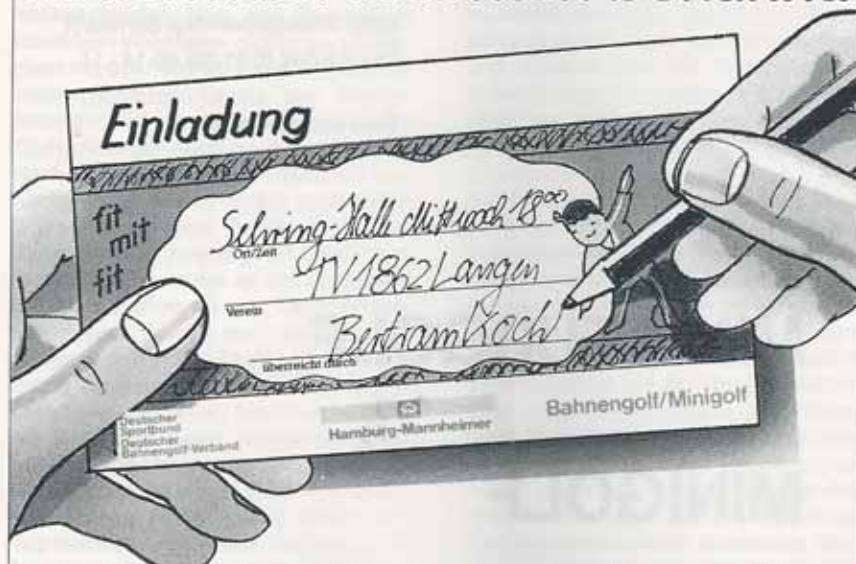 Einladung
fit
mit
fit
Sehring-Halle Mittwoch 18⁰⁰
Ort/Zeit
TV 1862 Langen
Verein
Bertram Koch
überreicht durch
Deutscher
Sportbund
Deutscher
Bahnengolf-Verband
Hamburg-Mannheimer
Bahnengolf/Minigolf
MINIGOLF